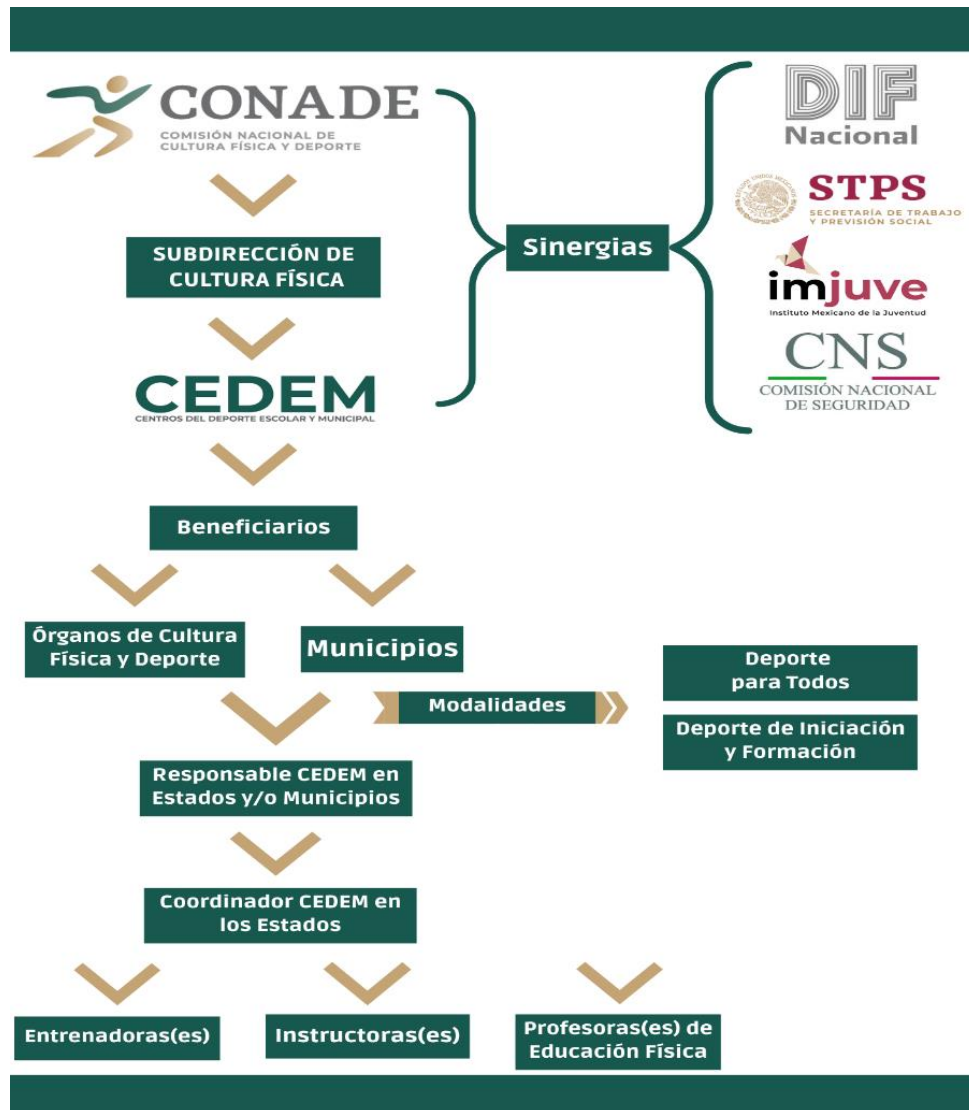 CONADE
COMISIÓN NACIONAL DE
CULTURA FÍSICA Y DEPORTE
SUBDIRECCIÓN DE
CULTURA FÍSICA
CEDEM
CENTROS DEL DEPORTE ESCOLAR Y MUNICIPAL
Sinergias
DIF
Nacional
STPS
SECRETARÍA DE TRABAJO
Y PREVISIÓN SOCIAL
imjuve
Instituto Mexicano de la Juventud
CNS
COMISIÓN NACIONAL
DE SEGURIDAD
Beneficiarios
Órganos de Cultura
Física y Deporte
Municipios
Modalidades
Deporte
para Todos
Deporte de Iniciación
y Formación
Responsable CEDEM en
Estados y/o Municipios
Coordinador CEDEM en
los Estados
Entrenadoras(es)
Instructoras(es)
Profesoras(es) de
Educación Física